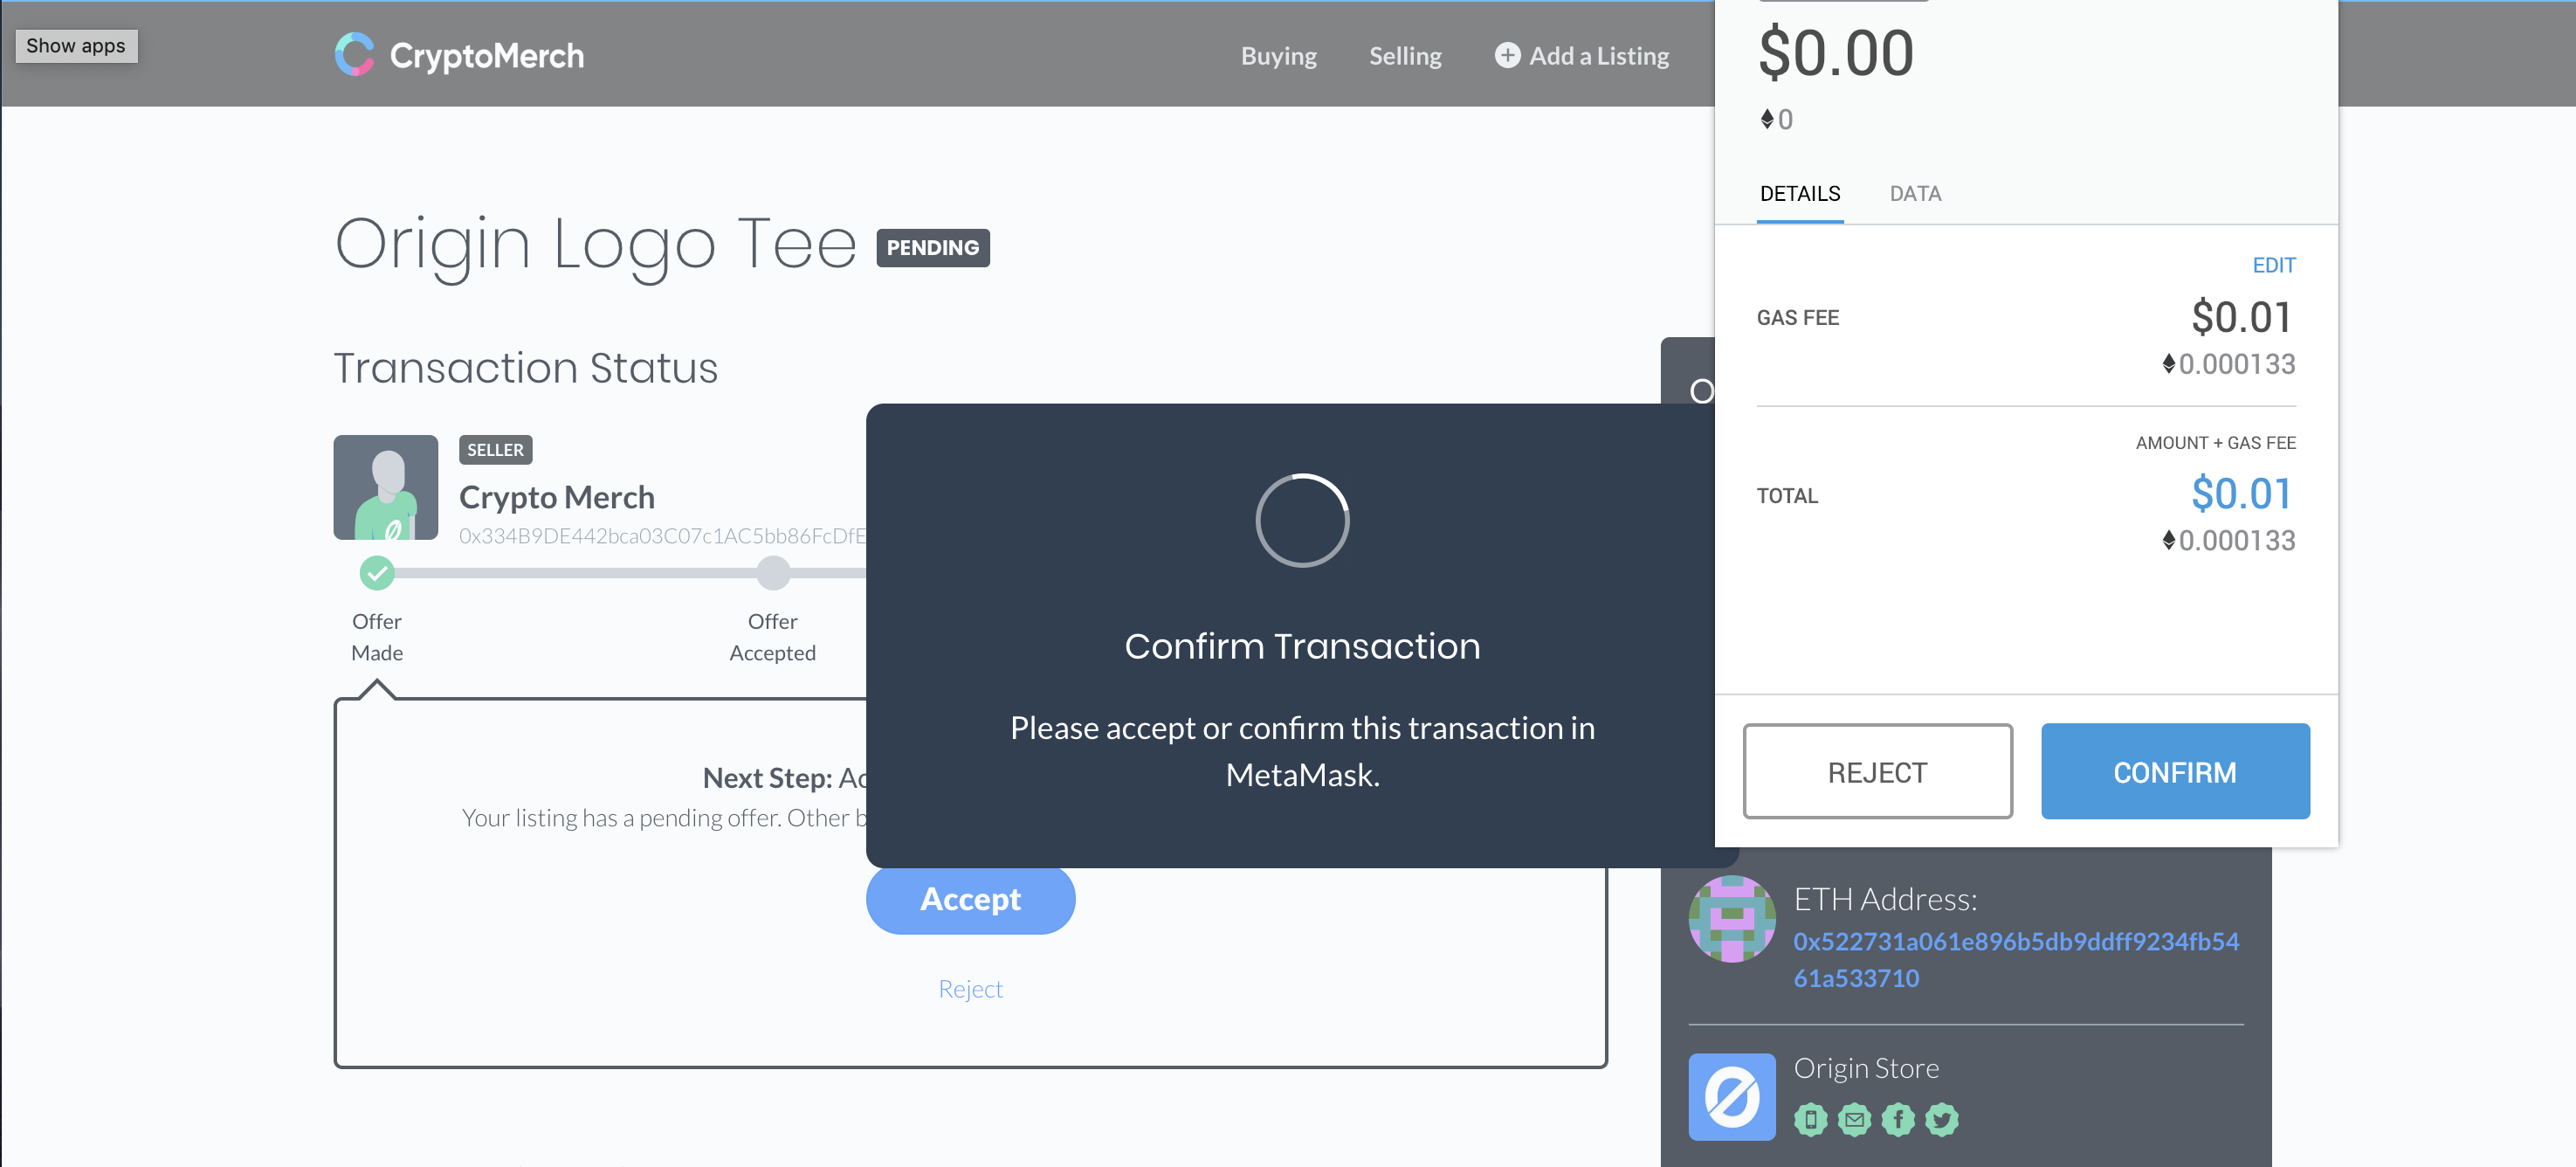 Show apps
CryptoMerch
Buying
Selling
Add a Listing
Origin Logo Tee
PENDING
Transaction Status
SELLER
Crypto Merch
0x334B9DE442bca03C07c1AC5bb86FcDfE
Offer
Made
Offer
Accepted
Next Step: Ac
Your listing has a pending offer. Other b
Accept
Reject
Confirm Transaction
Please accept or confirm this transaction in
MetaMask.
O
$0.00
0
DETAILS
DATA
EDIT
GAS FEE
$0.01
0.000133
AMOUNT + GAS FEE
TOTAL
$0.01
0.000133
REJECT
CONFIRM
ETH Address:
0x522731a061e896b5db9ddff9234fb54
61a533710
Origin Store